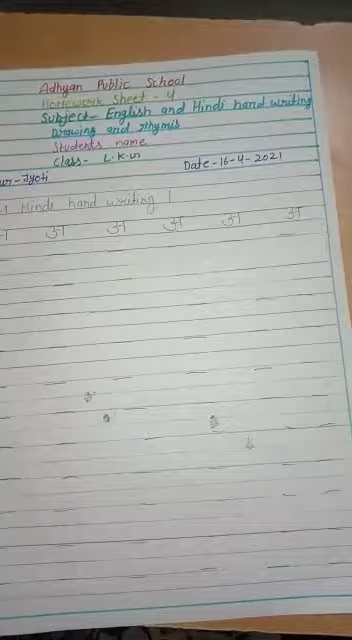 Adhyan Public School
Homework Sheet - 4
Subject- English and Hindi hand writing
Drawing and rhymis
Students name
Class- L.K.
Date-16-4-2021
Jyoti
Hindi hand writing
अ अ अ अ अ